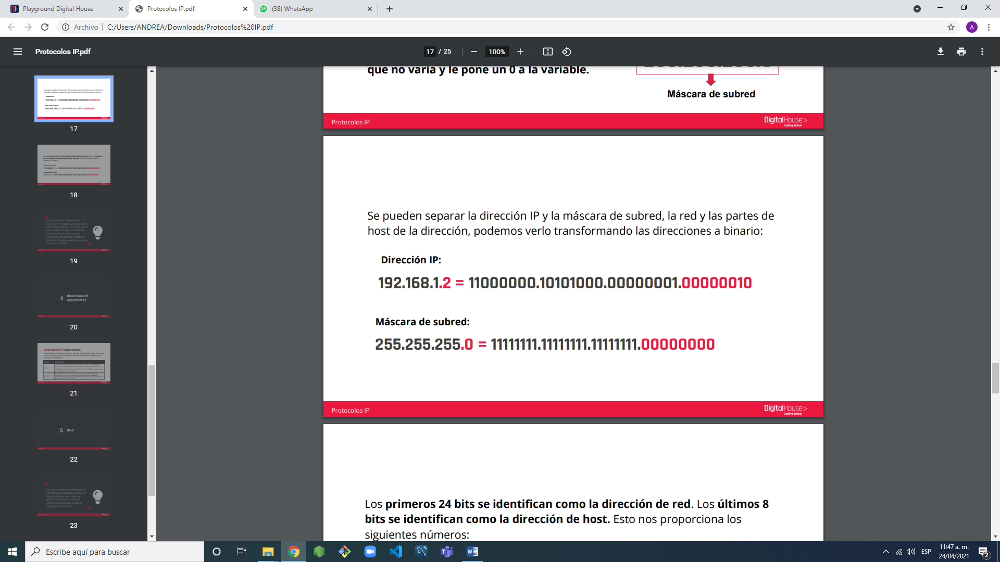 Playground Digital House
Protocolos IP.pdf
38
(38) WhatsApp
Archivo
C:/Users/ANDREA/Downloads/Protocolos%20IP.pdf
A
Protocolos IP.pdf
17 / 25
100%
17
18
19
4
Direcciones IP
importantes
20
Direcciones IP importantes
21
5
IPv6
22
23
que no varía y le pone un 0 a la variable.
Máscara de subred
Protocolos IP
DigitalHouse>
Coding School
Se pueden separar la dirección IP y la máscara de subred, la red y las partes de
host de la dirección, podemos verlo transformando las direcciones a binario:
Dirección IP:
192.168.1.2 = 11000000.10101000.00000001.00000010
Máscara de subred:
255.255.255.0 = 11111111.11111111.11111111.00000000
Protocolos IP
DigitalHouse>
Coding School
Los primeros 24 bits se identifican como la dirección de red. Los últimos 8
bits se identifican como la dirección de host. Esto nos proporciona los
siguientes números:
Escribe aquí para buscar
ESP
11:47 a. m.
24/04/2021
2